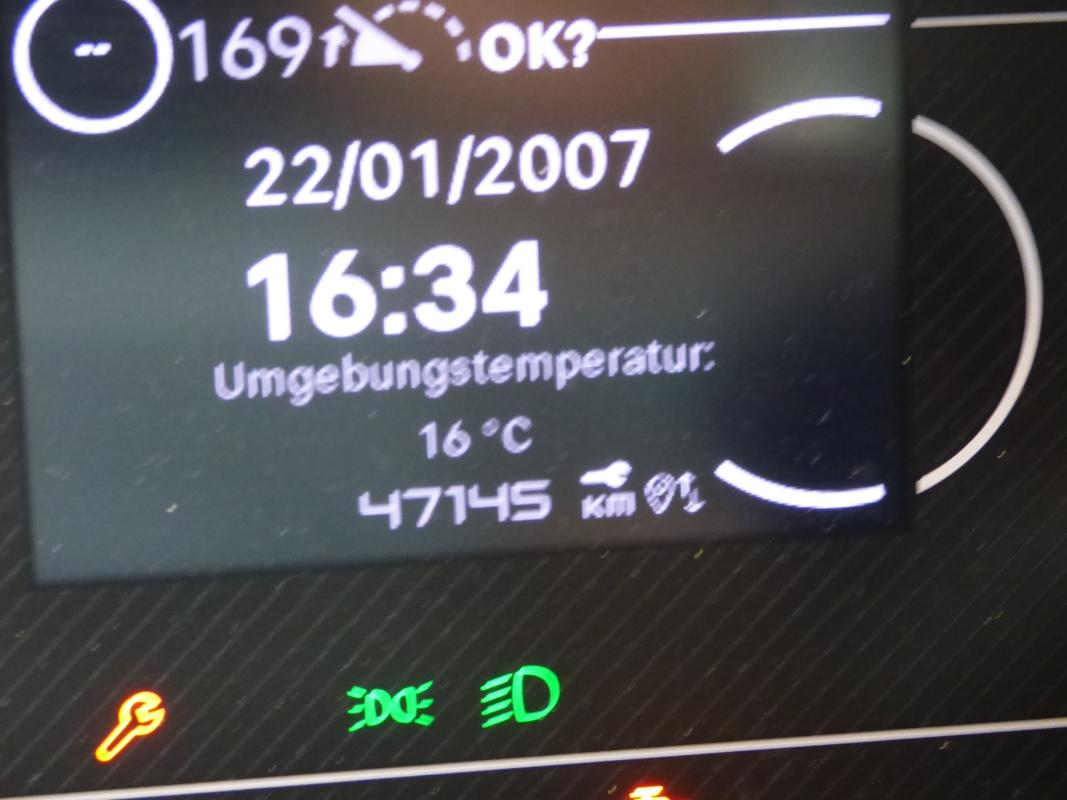 -- 169 OK?
22/01/2007
16:34
Umgebungstemperatur:
16 °C
47145 KM